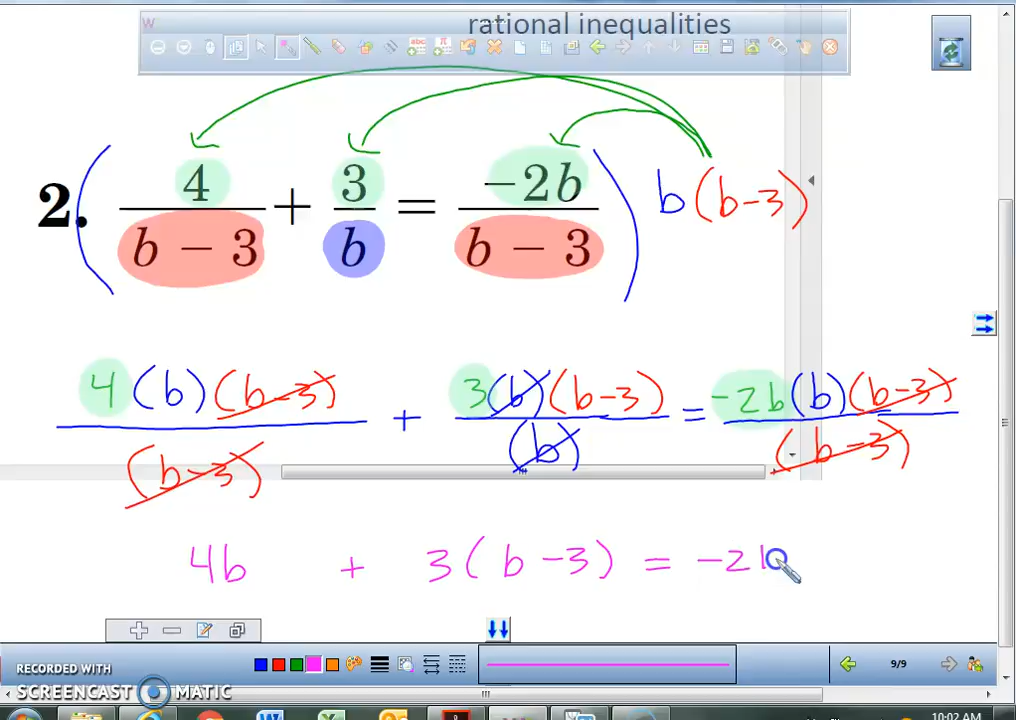 rational inequalities
2. ( 4/(b − 3) + 3/b = −2b/(b − 3) ) b(b-3)
4(b)(b-3)/(b-3) + 3(b)(b-3)/(b) = -2b(b)(b-3)/(b-3)
4b + 3(b-3) = -2b
9/9
RECORDED WITH
SCREENCAST MATIC
10:02 AM